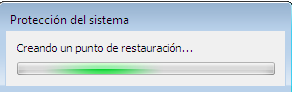 Protección del sistema
Creando un punto de restauración...